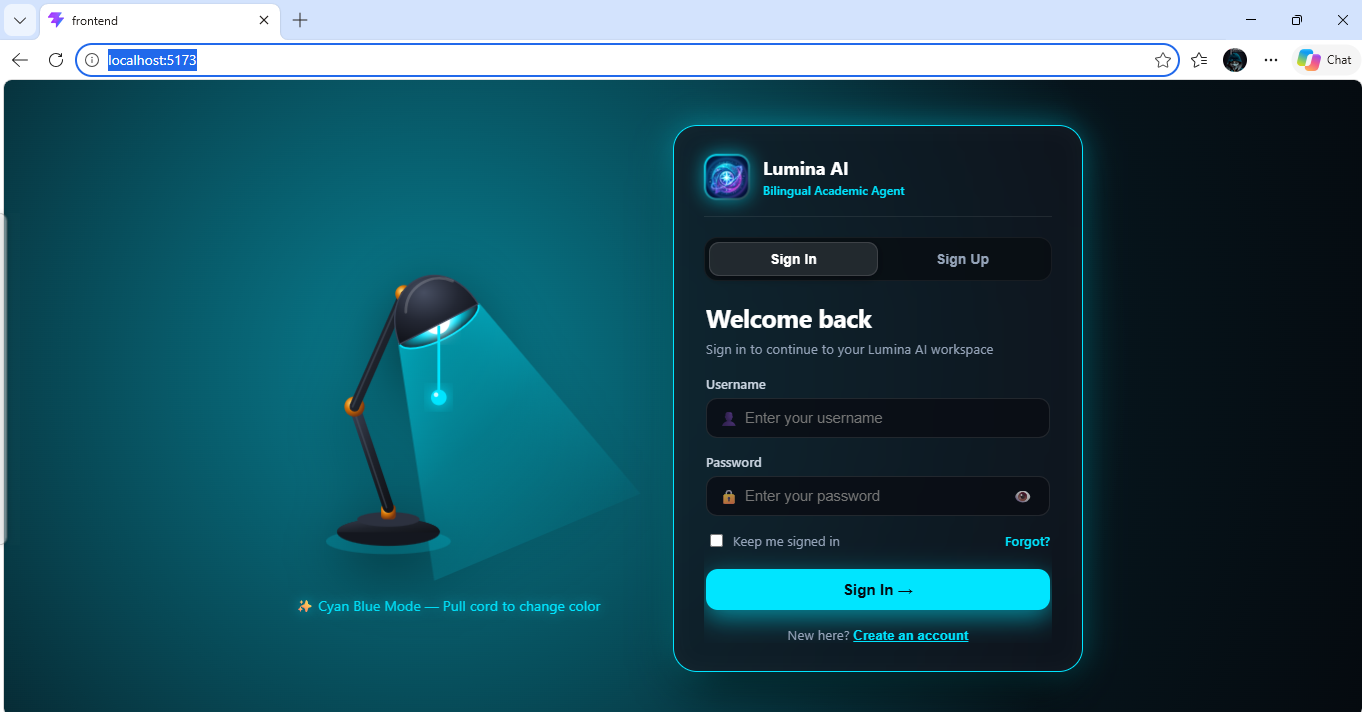 frontend
localhost:5173
Chat
Lumina AI
Bilingual Academic Agent
Sign In
Sign Up
Welcome back
Sign in to continue to your Lumina AI workspace
Username
👤 Enter your username
Password
🔒 Enter your password 👁
Keep me signed in
Forgot?
Sign In →
New here? Create an account
✨ Cyan Blue Mode — Pull cord to change color